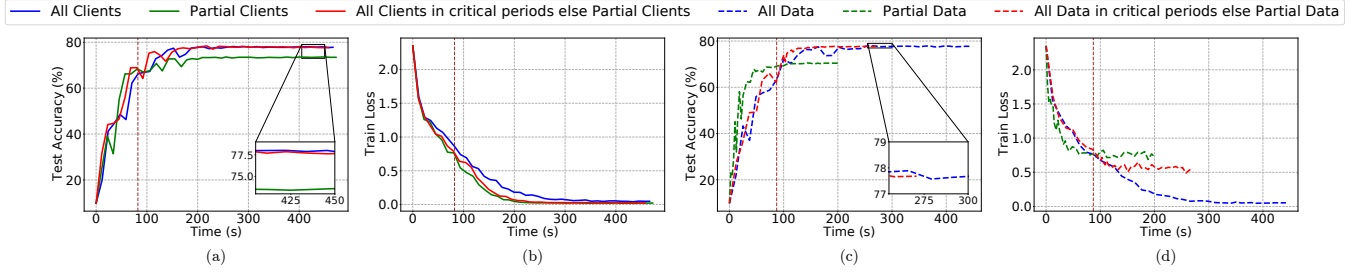 All Clients Partial Clients All Clients in critical periods else Partial Clients All Data Partial Data All Data in critical periods else Partial Data
Test Accuracy (%)
80
60
40
20
0 100 200 300 400
Time (s)
77.5
75.0
425 450
(a)
Train Loss
2.0
1.5
1.0
0.5
0.0
0 100 200 300 400
Time (s)
(b)
Test Accuracy (%)
80
60
40
20
0 100 200 300 400
Time (s)
79
78
77
275 300
(c)
Train Loss
2.0
1.5
1.0
0.5
0.0
0 100 200 300 400
Time (s)
(d)